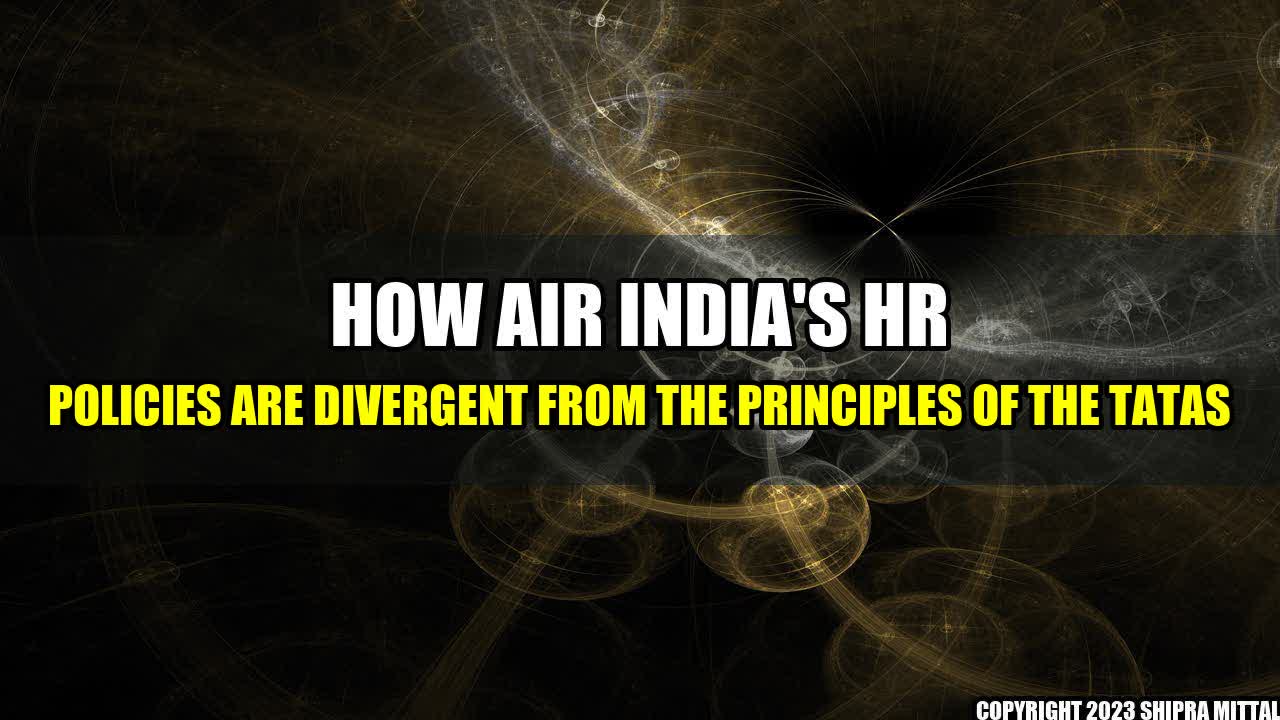 HOW AIR INDIA'S HR
POLICIES ARE DIVERGENT FROM THE PRINCIPLES OF THE TATAS
COPYRIGHT 2023 SHIPRA MITTAL